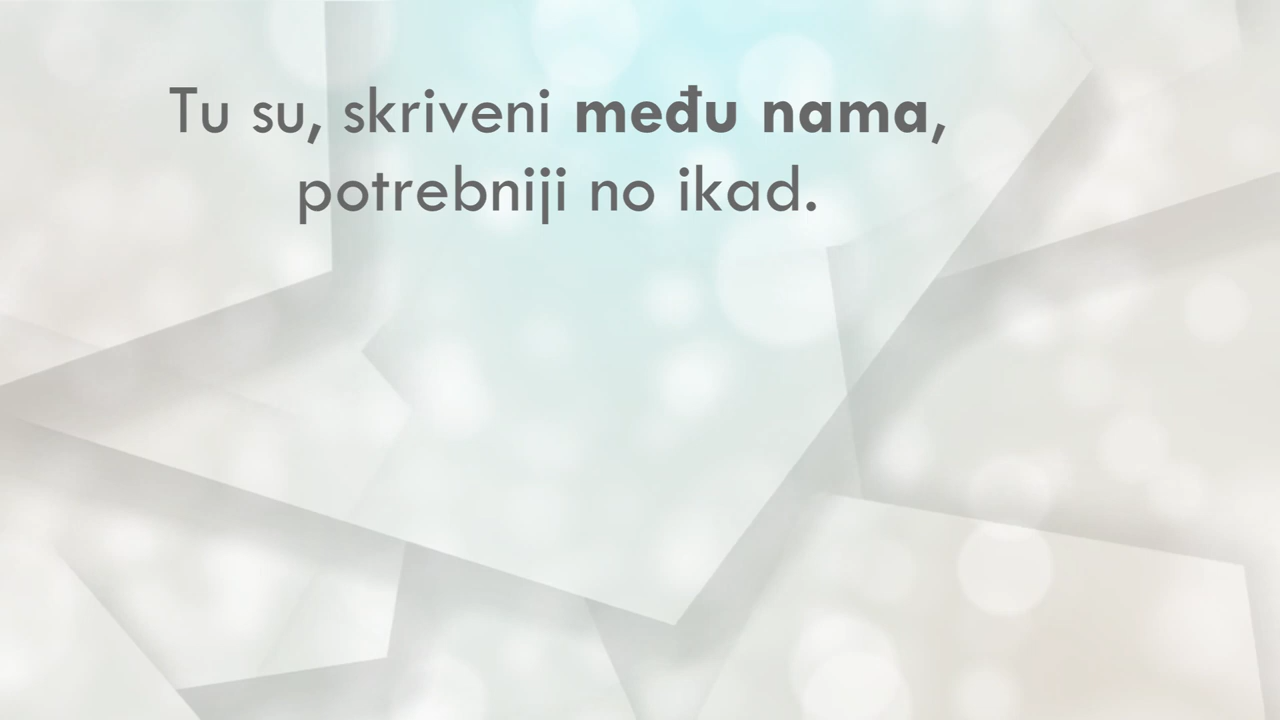 Tu su, skriveni među nama,
potrebniji no ikad.